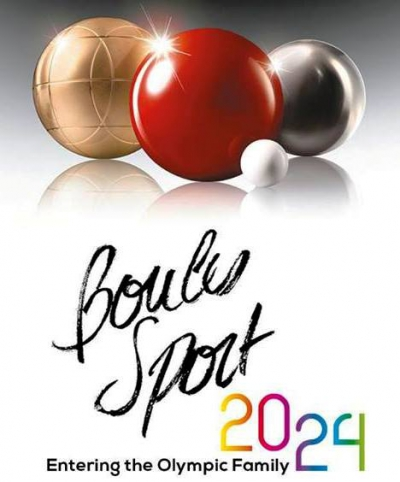 Boules
Sport
2024
Entering the Olympic Family